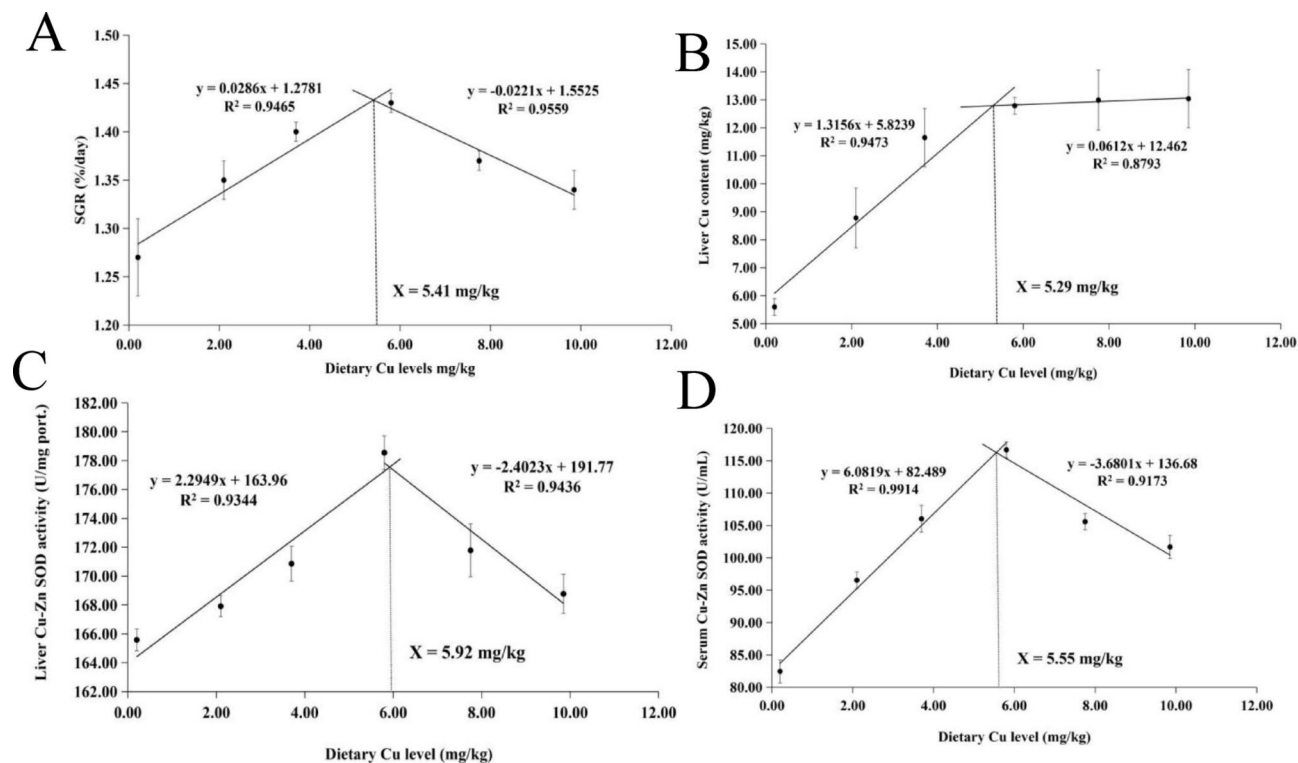 A
1.50
1.45
1.40
1.35
1.30
1.25
1.20
SGR (%/day)
y = 0.0286x + 1.2781
R² = 0.9465
y = -0.0221x + 1.5525
R² = 0.9559
X = 5.41 mg/kg
0.00 2.00 4.00 6.00 8.00 10.00 12.00
Dietary Cu levels mg/kg
B
15.00
14.00
13.00
12.00
11.00
10.00
9.00
8.00
7.00
6.00
5.00
Liver Cu content (mg/kg)
y = 1.3156x + 5.8239
R² = 0.9473
y = 0.0612x + 12.462
R² = 0.8793
X = 5.29 mg/kg
0.00 2.00 4.00 6.00 8.00 10.00 12.00
Dietary Cu level (mg/kg)
C
182.00
180.00
178.00
176.00
174.00
172.00
170.00
168.00
166.00
164.00
162.00
Liver Cu-Zn SOD activity (U/mg port.)
y = 2.2949x + 163.96
R² = 0.9344
y = -2.4023x + 191.77
R² = 0.9436
X = 5.92 mg/kg
0.00 2.00 4.00 6.00 8.00 10.00 12.00
Dietary Cu level (mg/kg)
D
120.00
115.00
110.00
105.00
100.00
95.00
90.00
85.00
80.00
Serum Cu-Zn SOD activity (U/mL)
y = 6.0819x + 82.489
R² = 0.9914
y = -3.6801x + 136.68
R² = 0.9173
X = 5.55 mg/kg
0.00 2.00 4.00 6.00 8.00 10.00 12.00
Dietary Cu level (mg/kg)